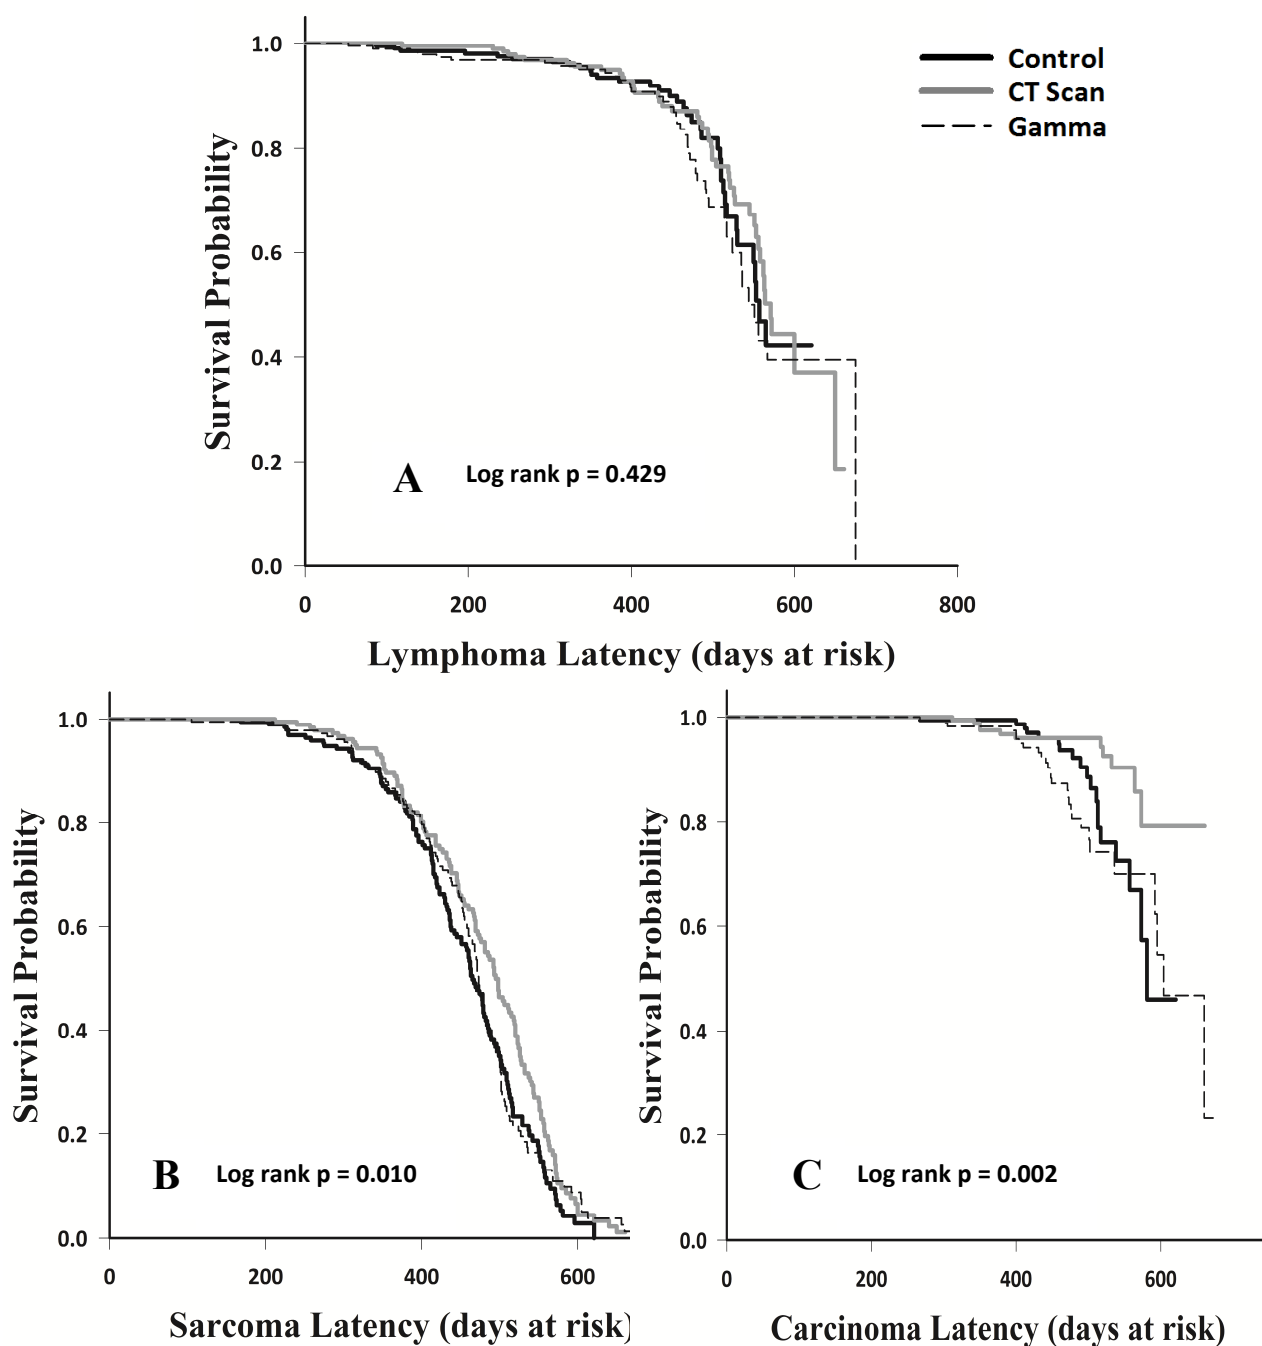 1.0
0.8
0.6
0.4
0.2
0.0
Survival Probability
Control
CT Scan
Gamma
A
Log rank p = 0.429
0 200 400 600 800
Lymphoma Latency (days at risk)
1.0
0.8
0.6
0.4
0.2
0.0
Survival Probability
B
Log rank p = 0.010
0 200 400 600
Sarcoma Latency (days at risk)
1.0
0.8
0.6
0.4
0.2
0.0
Survival Probability
C
Log rank p = 0.002
0 200 400 600
Carcinoma Latency (days at risk)